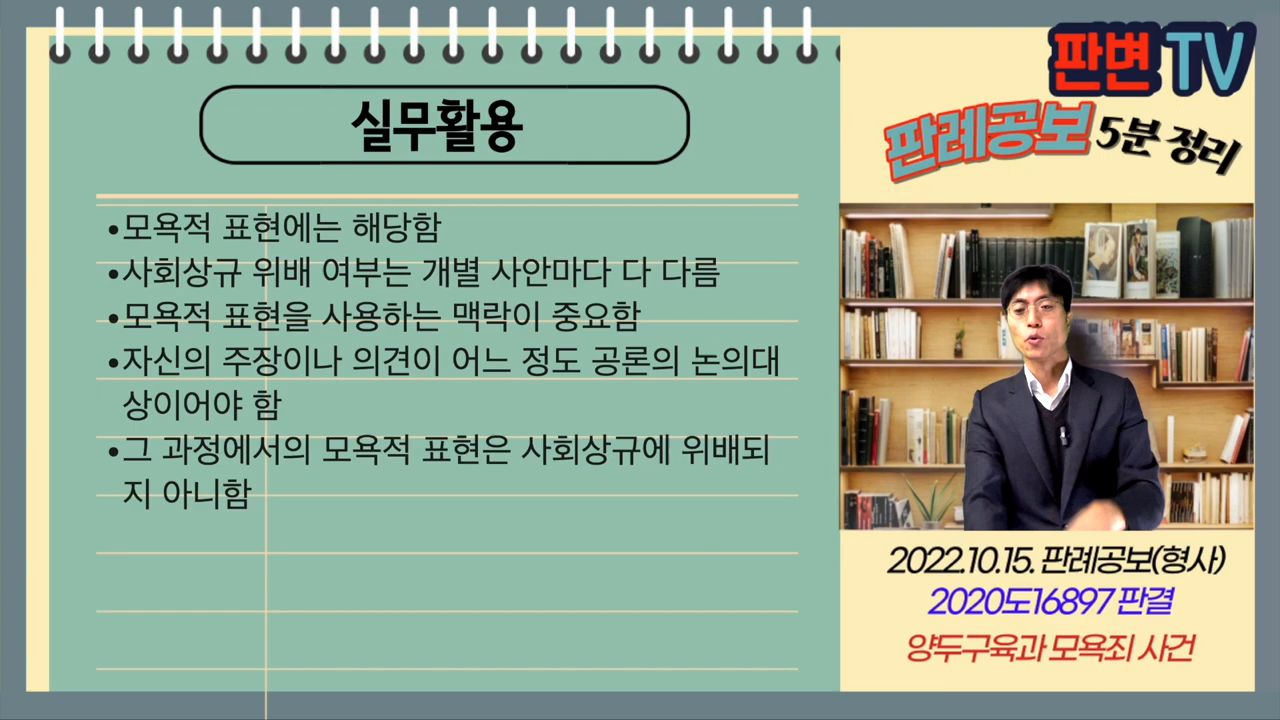 실무활용
•모욕적 표현에는 해당함
•사회상규 위배 여부는 개별 사안마다 다 다름
•모욕적 표현을 사용하는 맥락이 중요함
•자신의 주장이나 의견이 어느 정도 공론의 논의대
상이어야 함
•그 과정에서의 모욕적 표현은 사회상규에 위배되
지 아니함
판변 TV
판례공보 5분 정리
2022.10.15. 판례공보(형사)
2020도16897 판결
양두구육과 모욕죄 사건